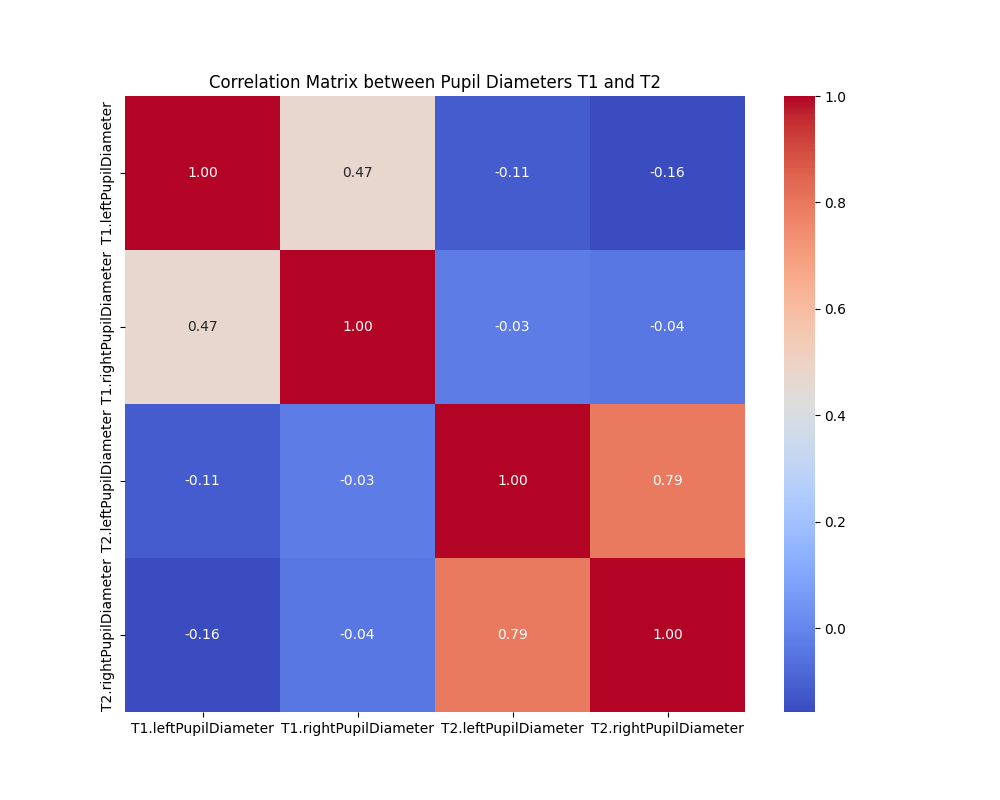 Correlation Matrix between Pupil Diameters T1 and T2
T1.leftPupilDiameter
1.00
0.47
-0.11
-0.16
T1.rightPupilDiameter
0.47
1.00
-0.03
-0.04
T2.leftPupilDiameter
-0.11
-0.03
1.00
0.79
T2.rightPupilDiameter
-0.16
-0.04
0.79
1.00
T1.leftPupilDiameter
T1.rightPupilDiameter
T2.leftPupilDiameter
T2.rightPupilDiameter
1.0
0.8
0.6
0.4
0.2
0.0